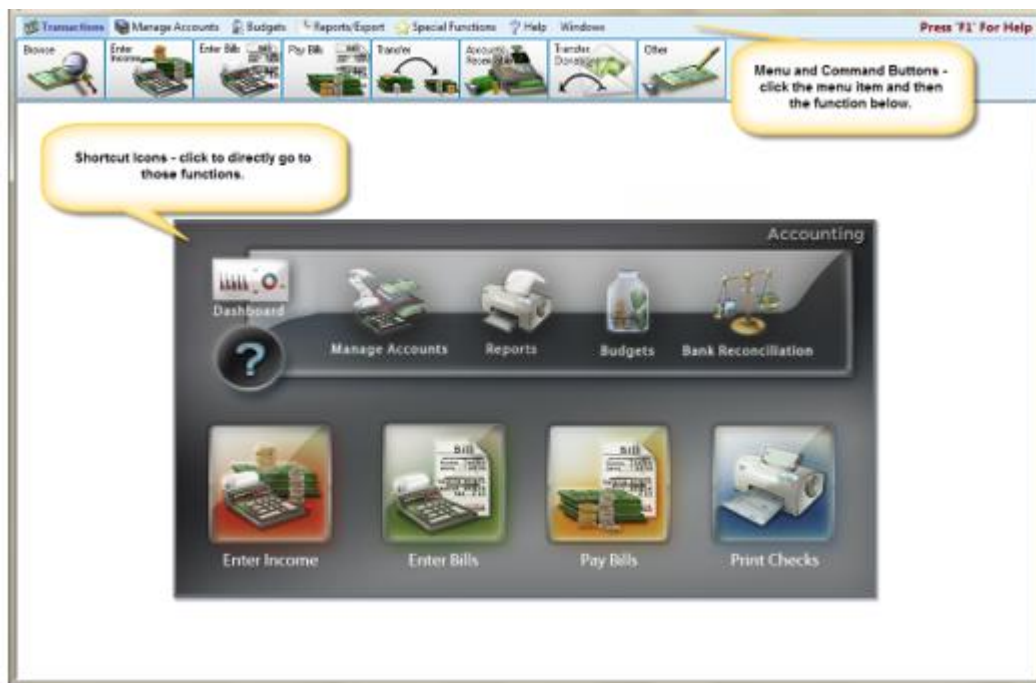 Transactions Manage Accounts Budgets Reports/Export Special Functions ? Help Windows Press 'F1' For Help
Browse Enter Income Enter Bills Pay Bills Transfer Accounts Receivable Transfer Donations Other
Menu and Command Buttons -
click the menu item and then
the function below.
Shortcut Icons - click to directly go to
those functions.
Accounting
Dashboard
?
Manage Accounts Reports Budgets Bank Reconciliation
Bill
Bill
Enter Income Enter Bills Pay Bills Print Checks